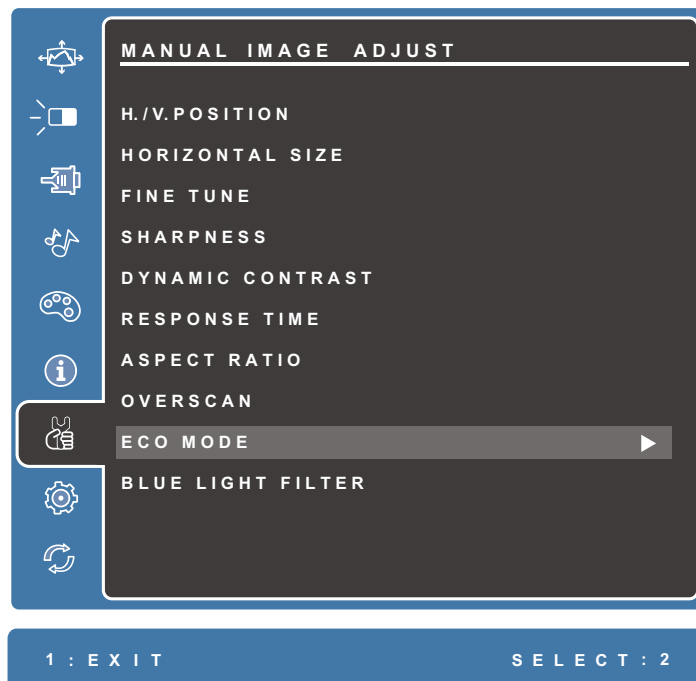 MANUAL IMAGE ADJUST
H./V.POSITION
HORIZONTAL SIZE
FINE TUNE
SHARPNESS
DYNAMIC CONTRAST
RESPONSE TIME
ASPECT RATIO
OVERSCAN
ECO MODE
BLUE LIGHT FILTER
1:EXIT SELECT:2